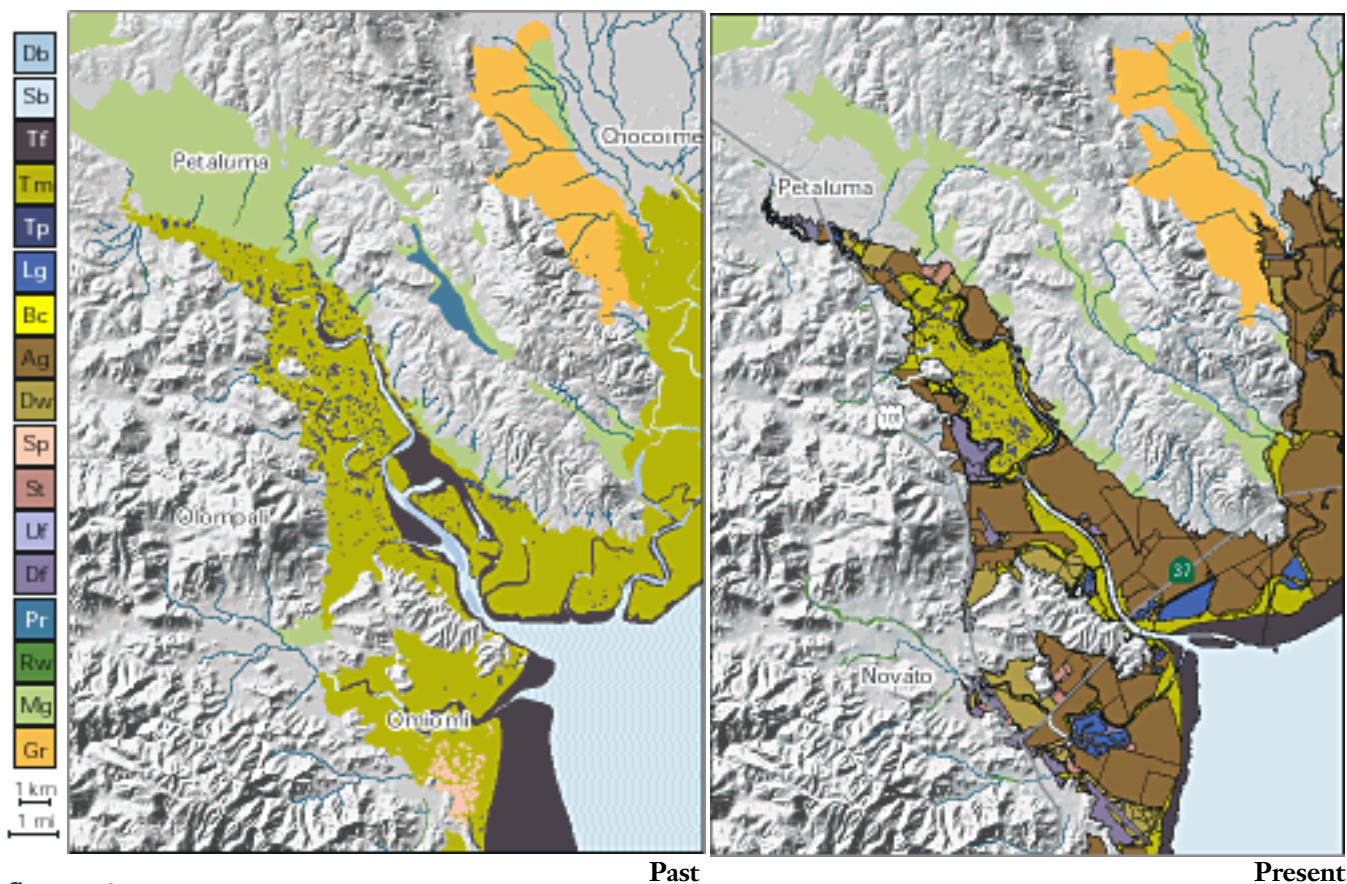 Db
Sb
Tf
Tm
Tp
Lg
Bc
Ag
Dw
Sp
St
Uf
Df
Pr
Rw
Mg
Gr
1 km
1 mi
Petaluma
Chocoime
Olompali
Omiomi
Past
Petaluma
101
37
Novato
Present